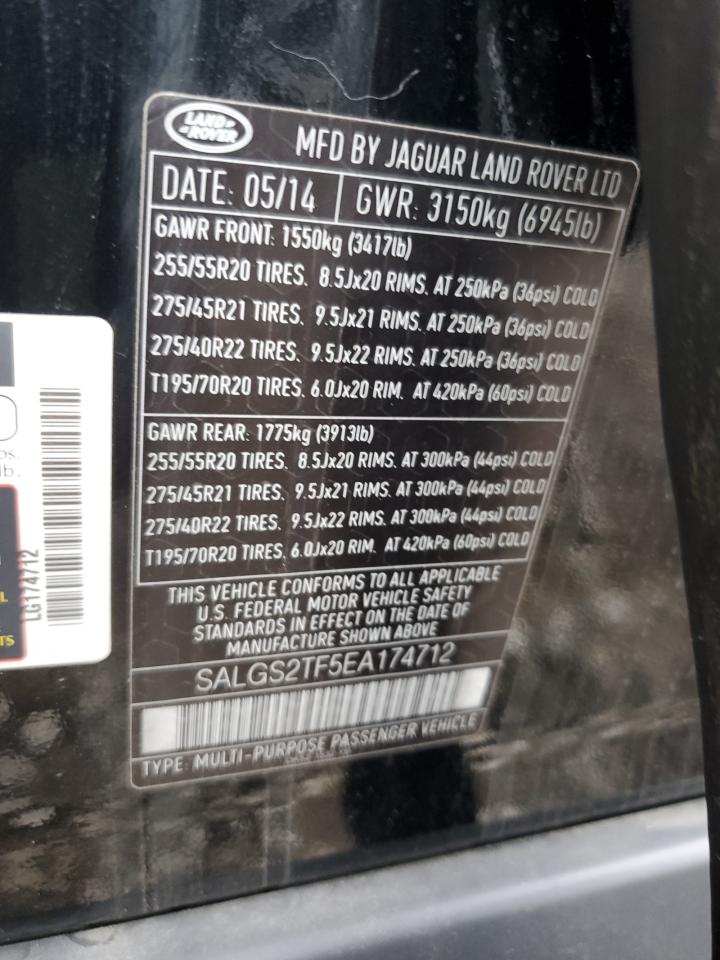 LAND ROVER
MFD BY JAGUAR LAND ROVER LTD
DATE: 05/14 GWR: 3150kg (6945lb)
GAWR FRONT: 1550kg (3417lb)
255/55R20 TIRES. 8.5Jx20 RIMS. AT 250kPa (36psi) COLD
275/45R21 TIRES. 9.5Jx21 RIMS. AT 250kPa (36psi) COLD
275/40R22 TIRES. 9.5Jx22 RIMS. AT 250kPa (36psi) COLD
T195/70R20 TIRES. 6.0Jx20 RIM. AT 420kPa (60psi) COLD
GAWR REAR: 1775kg (3913lb)
255/55R20 TIRES. 8.5Jx20 RIMS. AT 300kPa (44psi) COLD
275/45R21 TIRES. 9.5Jx21 RIMS. AT 300kPa (44psi) COLD
275/40R22 TIRES. 9.5Jx22 RIMS. AT 300kPa (44psi) COLD
T195/70R20 TIRES. 6.0Jx20 RIM. AT 420kPa (60psi) COLD
THIS VEHICLE CONFORMS TO ALL APPLICABLE
U.S. FEDERAL MOTOR VEHICLE SAFETY
STANDARDS IN EFFECT ON THE DATE OF
MANUFACTURE SHOWN ABOVE
SALGS2TF5EA174712
TYPE: MULTI-PURPOSE PASSENGER VEHICLE
LG174712